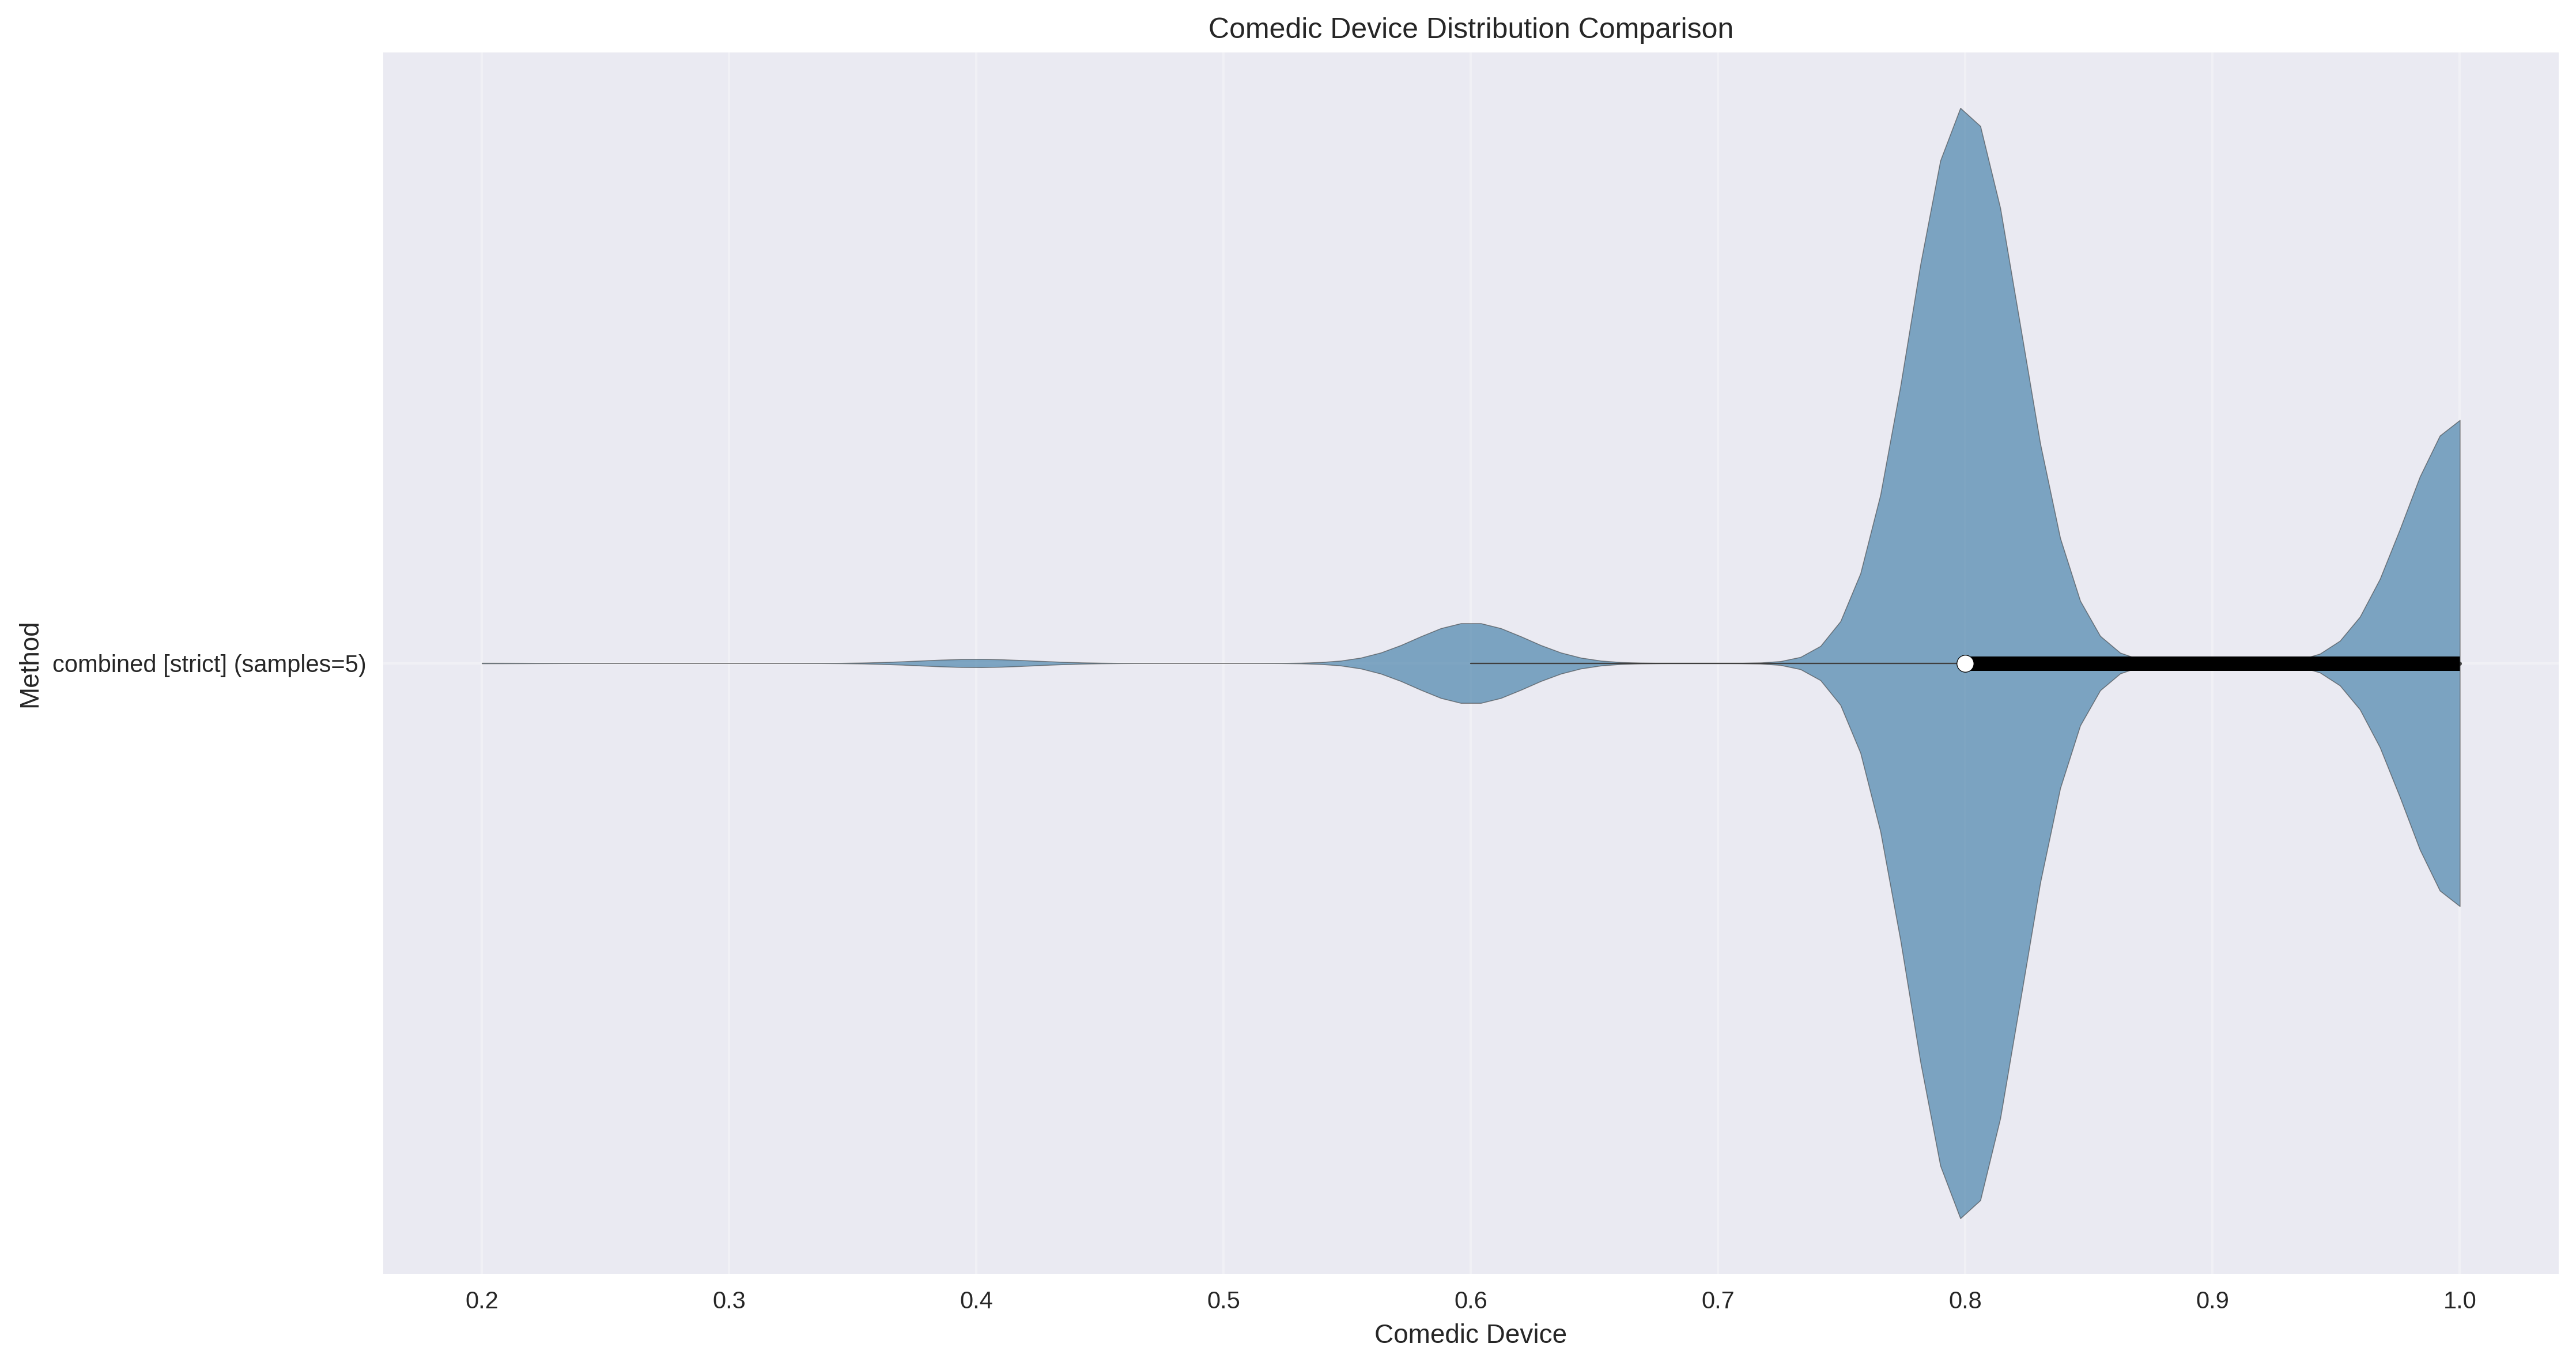 Comedic Device Distribution Comparison
Method
combined [strict] (samples=5)
0.2 0.3 0.4 0.5 0.6 0.7 0.8 0.9 1.0
Comedic Device